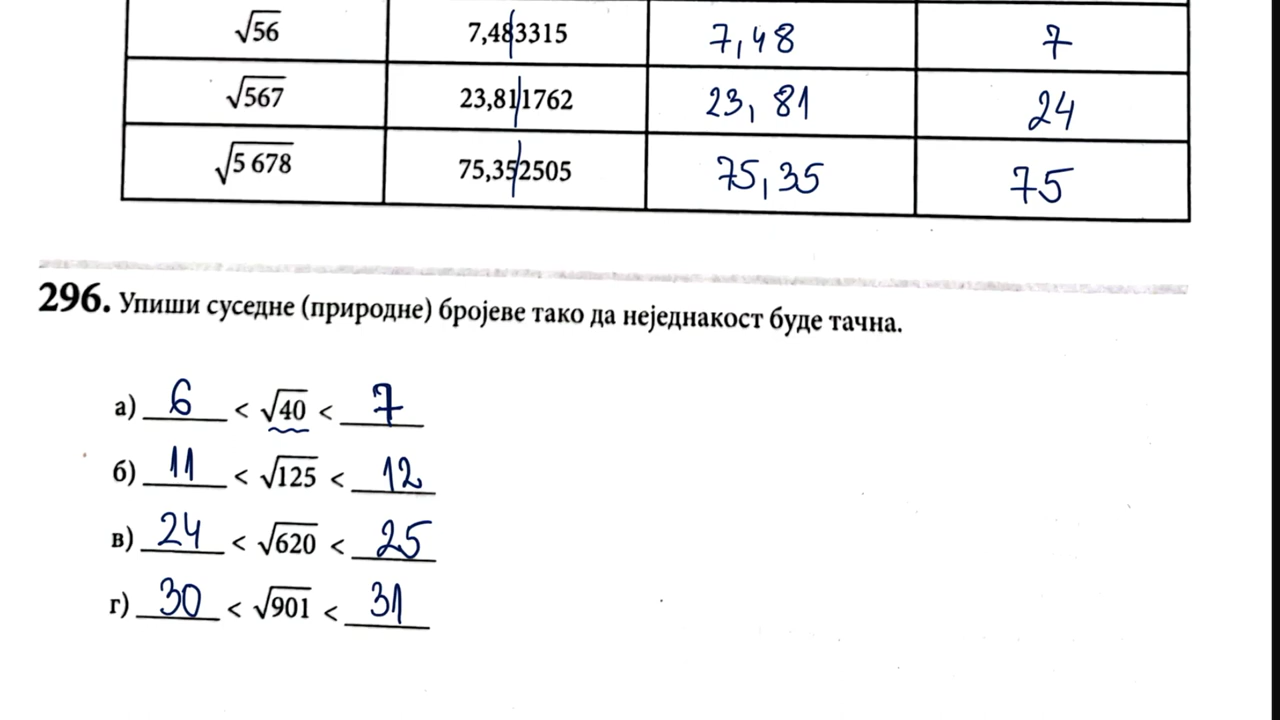 √56 7,483315 7,48 7
√567 23,811762 23,81 24
√5 678 75,352505 75,35 75
296. Упиши суседне (природне) бројеве тако да неједнакост буде тачна.
а) 6 < √40 < 7
б) 11 < √125 < 12
в) 24 < √620 < 25
г) 30 < √901 < 31